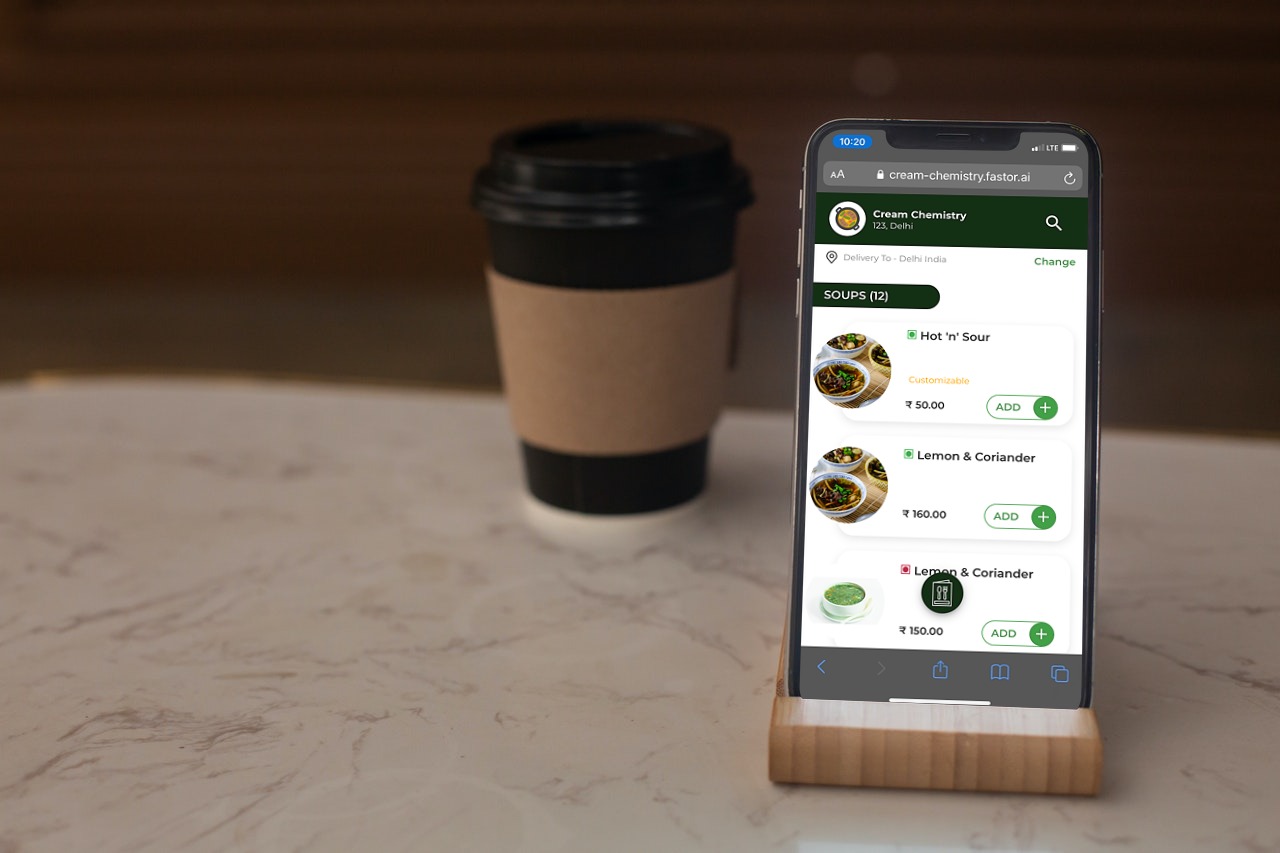 10:20
LTE
AA
cream-chemistry.fastor.ai
Cream Chemistry
123, Delhi
Delivery To - Delhi India
Change
SOUPS (12)
Hot 'n' Sour
Customizable
₹ 50.00
ADD +
Lemon & Coriander
₹ 160.00
ADD +
Lemon & Coriander
₹ 150.00
ADD +